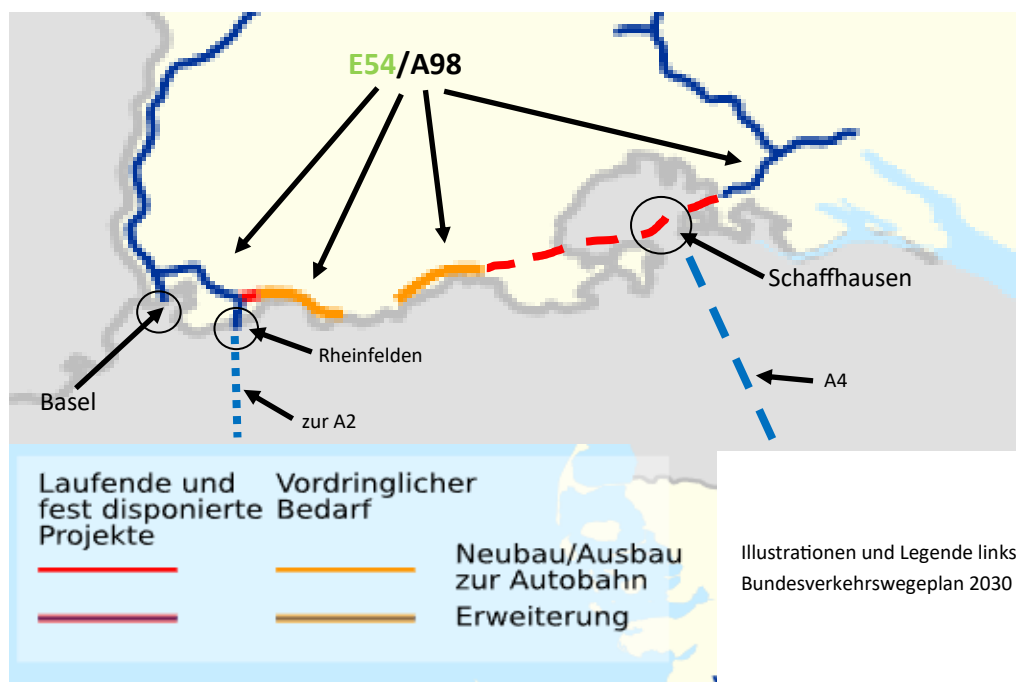 E54/A98
Schaffhausen
Rheinfelden
A4
Basel
zur A2
Laufende und
fest disponierte
Projekte
Vordringlicher
Bedarf
Neubau/Ausbau
zur Autobahn
Erweiterung
Illustrationen und Legende links
Bundesverkehrswegeplan 2030